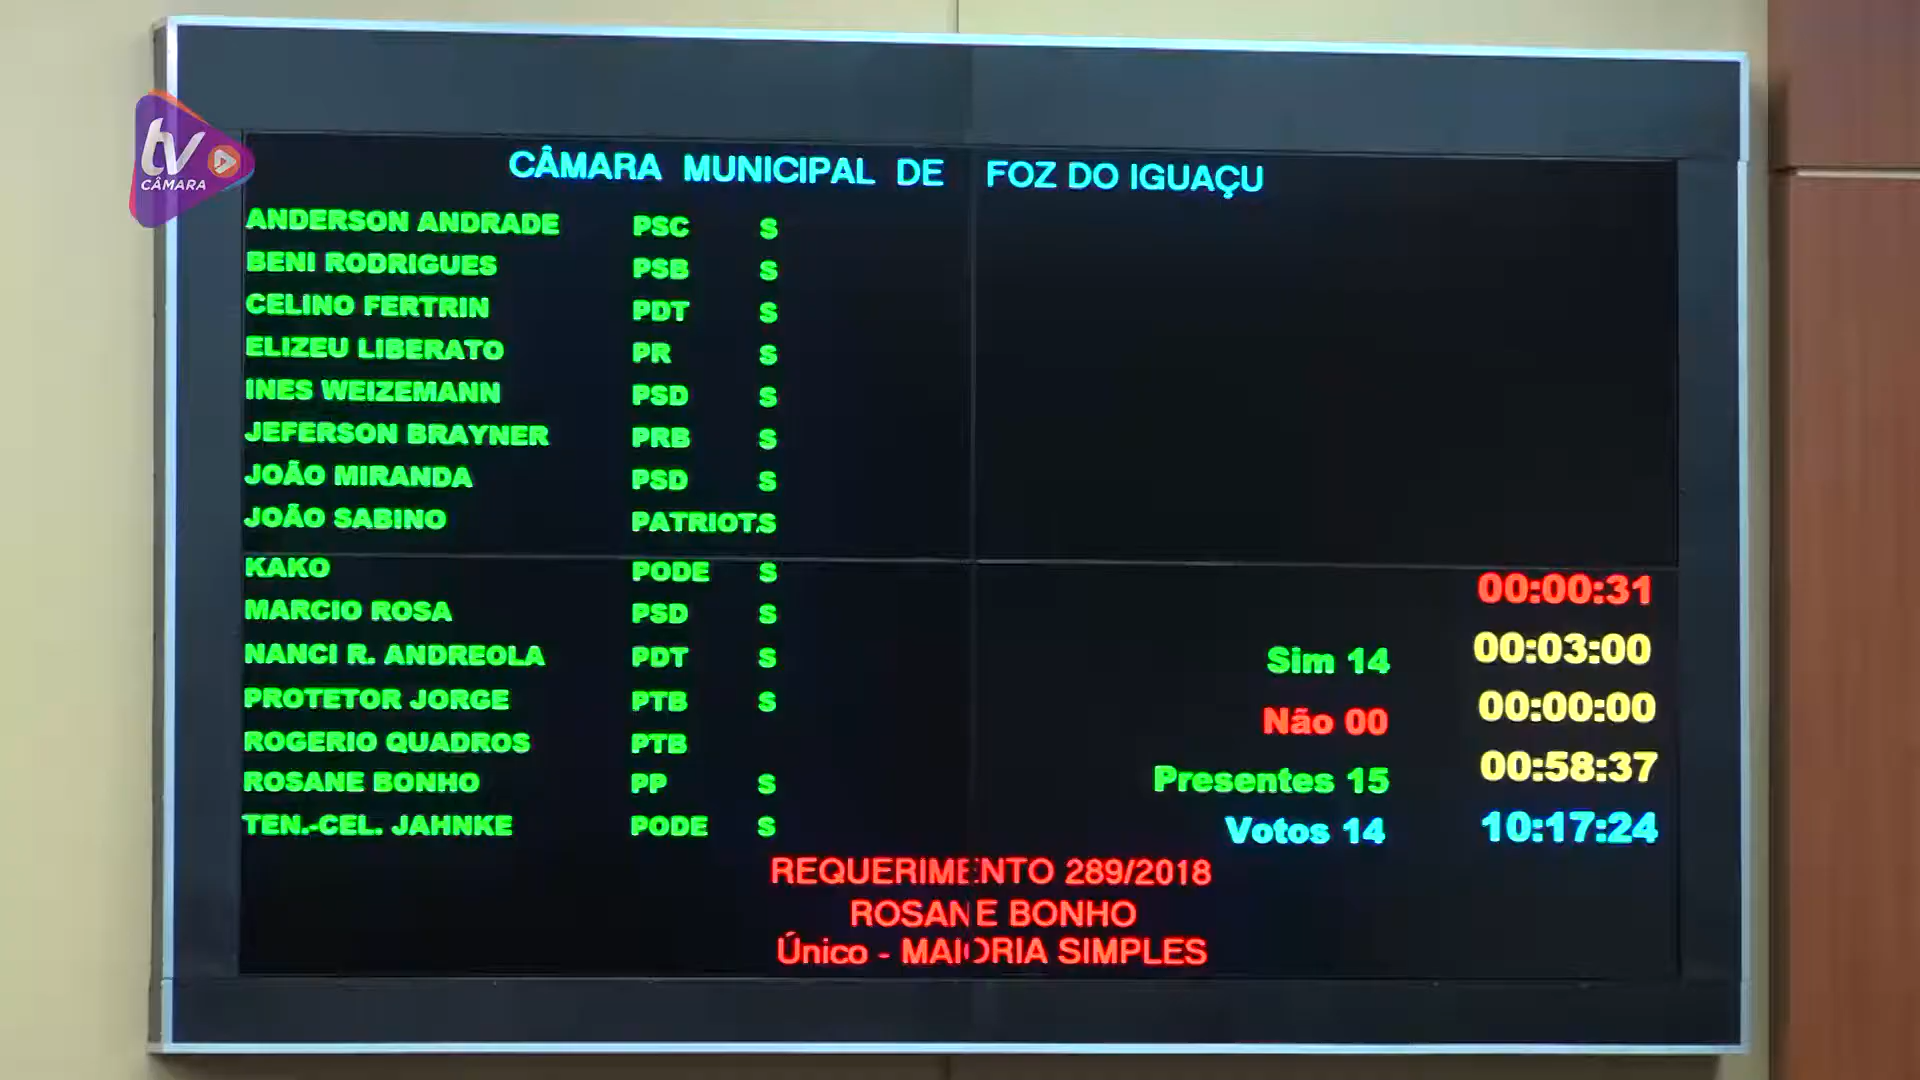 tv
CÂMARA
CÂMARA MUNICIPAL DE FOZ DO IGUAÇU
ANDERSON ANDRADE PSC S
BENI RODRIGUES PSB S
CELINO FERTRIN PDT S
ELIZEU LIBERATO PR S
INES WEIZEMANN PSD S
JEFERSON BRAYNER PRB S
JOÃO MIRANDA PSD S
JOÃO SABINO PATRIOT. S
KAKO PODE S
MARCIO ROSA PSD S
NANCI R. ANDREOLA PDT S
PROTETOR JORGE PTB S
ROGERIO QUADROS PTB
ROSANE BONHO PP S
TEN.-CEL. JAHNKE PODE S
00:00:31
Sim 14 00:03:00
Não 00 00:00:00
Presentes 15 00:58:37
Votos 14 10:17:24
REQUERIMENTO 289/2018
ROSANE BONHO
Único - MAIORIA SIMPLES